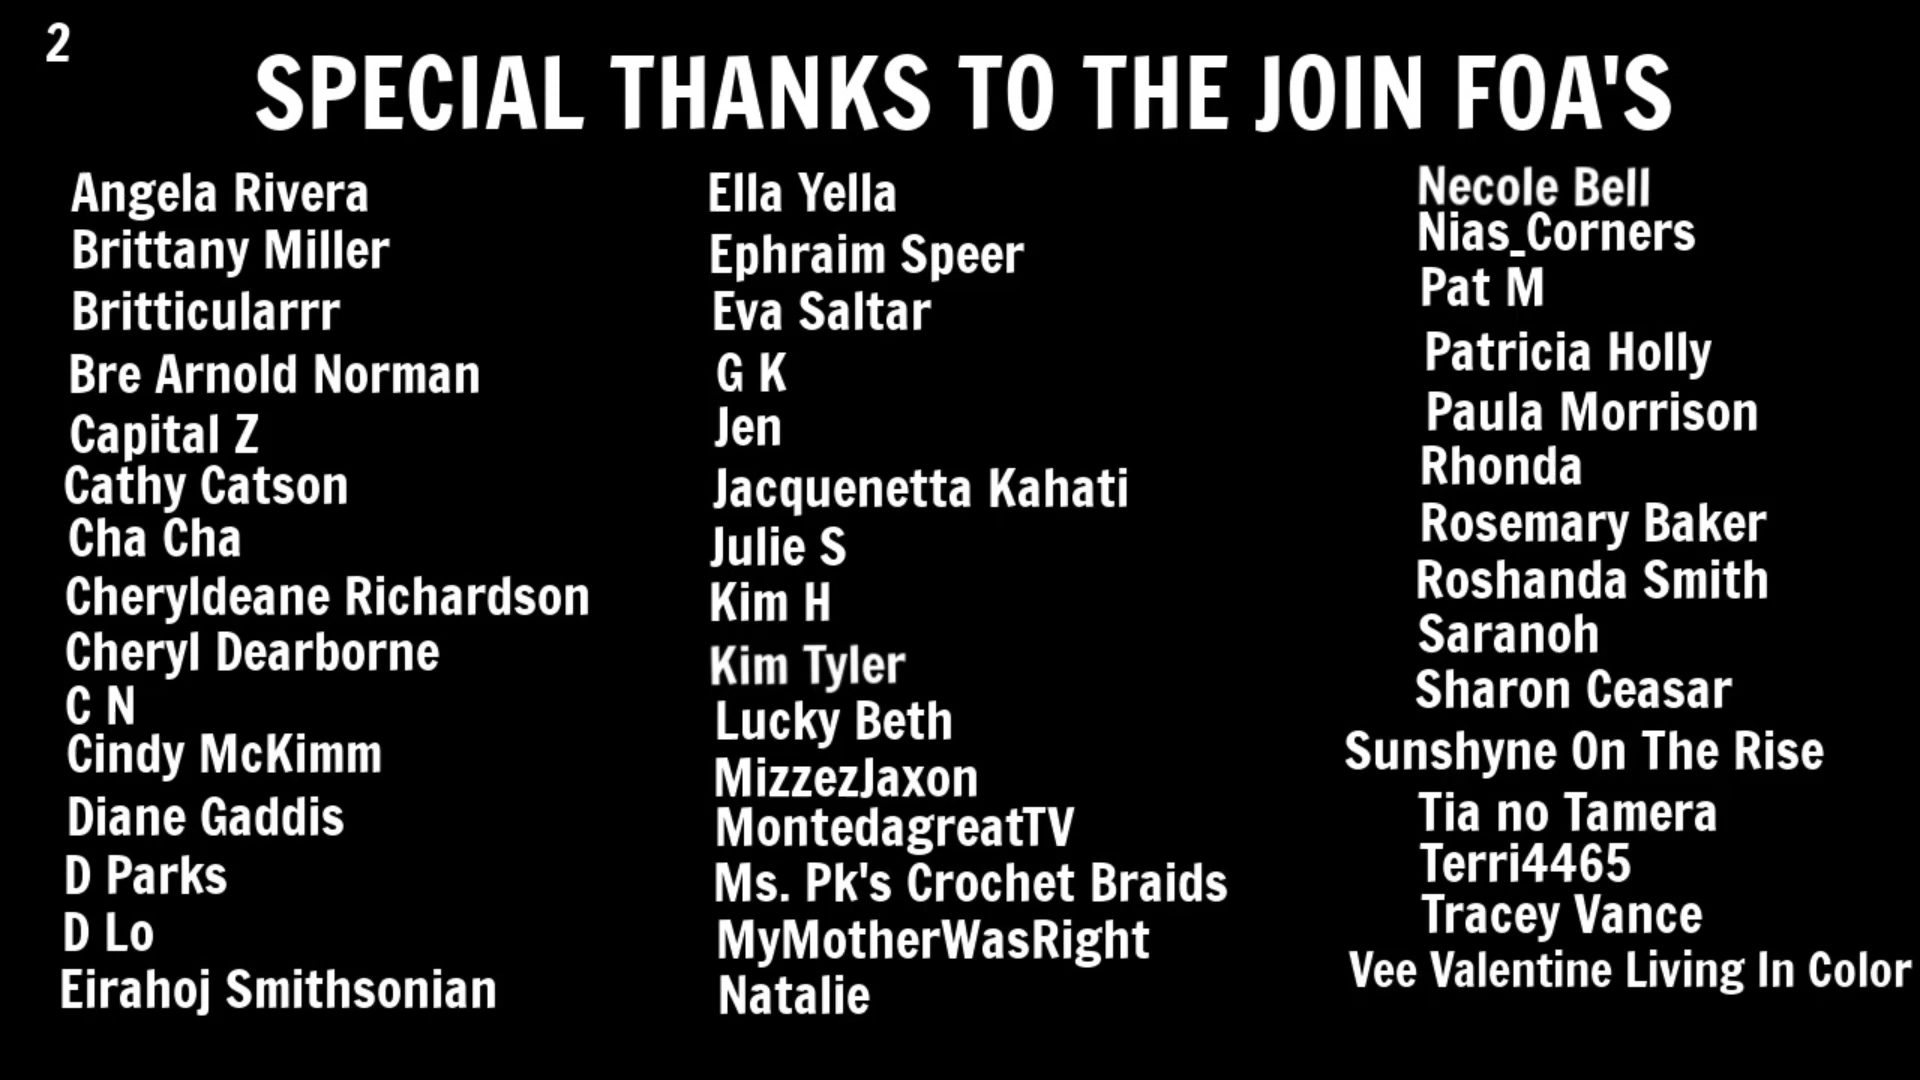 2
SPECIAL THANKS TO THE JOIN FOA'S
Angela Rivera
Brittany Miller
Britticularrr
Bre Arnold Norman
Capital Z
Cathy Catson
Cha Cha
Cheryldeane Richardson
Cheryl Dearborne
C N
Cindy McKimm
Diane Gaddis
D Parks
D Lo
Eirahoj Smithsonian
Ella Yella
Ephraim Speer
Eva Saltar
G K
Jen
Jacquenetta Kahati
Julie S
Kim H
Kim Tyler
Lucky Beth
MizzezJaxon
MontedagreatTV
Ms. Pk's Crochet Braids
MyMotherWasRight
Natalie
Necole Bell
Nias_Corners
Pat M
Patricia Holly
Paula Morrison
Rhonda
Rosemary Baker
Roshanda Smith
Saranoh
Sharon Ceasar
Sunshyne On The Rise
Tia no Tamera
Terri4465
Tracey Vance
Vee Valentine Living In Color